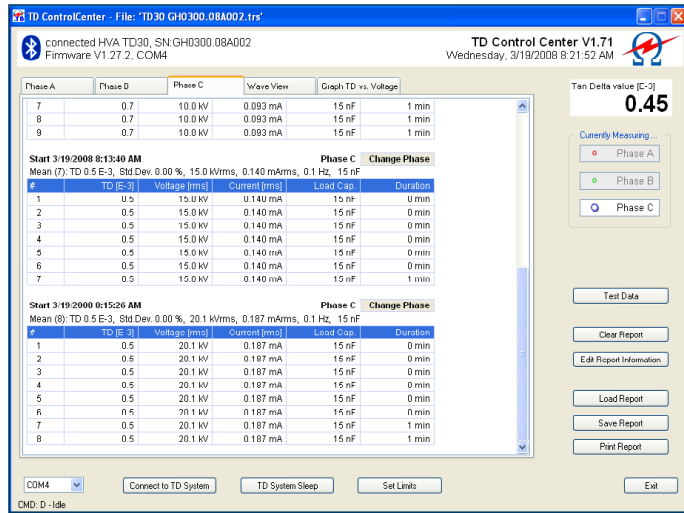 TD ControlCenter - File: 'TD30 GH0300.08A002.trs'
connected HVA TD30, SN:GH0300.08A002
Firmware V1.27.2, COM4
TD Control Center V1.71
Wednesday, 3/19/2008 8:21:52 AM
Phase A Phase B Phase C Wave View Graph TD vs. Voltage
7 0.7 10.0 kV 0.093 mA 15 nF 1 min
8 0.7 10.0 kV 0.093 mA 15 nF 1 min
9 0.7 10.0 kV 0.093 mA 15 nF 1 min
Start 3/19/2008 8:13:40 AM Phase C Change Phase
Mean (7): TD 0.5 E-3, Std.Dev. 0.00 %, 15.0 kVrms, 0.140 mArms, 0.1 Hz, 15 nF
# TD [E-3] Voltage [rms] Current [rms] Load Cap. Duration
1 0.5 15.0 kV 0.140 mA 15 nF 0 min
2 0.5 15.0 kV 0.140 mA 15 nF 0 min
3 0.5 15.0 kV 0.140 mA 15 nF 0 min
4 0.5 15.0 kV 0.140 mA 15 nF 0 min
5 0.5 15.0 kV 0.140 mA 15 nF 0 min
6 0.5 15.0 kV 0.140 mA 15 nF 0 min
7 0.5 15.0 kV 0.140 mA 15 nF 1 min
Start 3/19/2008 8:15:26 AM Phase C Change Phase
Mean (8): TD 0.5 E-3, Std.Dev. 0.00 %, 20.1 kVrms, 0.187 mArms, 0.1 Hz, 15 nF
# TD [E-3] Voltage [rms] Current [rms] Load Cap. Duration
1 0.5 20.1 kV 0.187 mA 15 nF 0 min
2 0.5 20.1 kV 0.187 mA 15 nF 0 min
3 0.5 20.1 kV 0.187 mA 15 nF 0 min
4 0.5 20.1 kV 0.187 mA 15 nF 0 min
5 0.5 20.1 kV 0.187 mA 15 nF 0 min
6 0.5 20.1 kV 0.187 mA 15 nF 0 min
7 0.5 20.1 kV 0.187 mA 15 nF 1 min
8 0.5 20.1 kV 0.187 mA 15 nF 1 min
Tan Delta value [E-3]
0.45
Currently Measuring ...
Phase A
Phase B
Phase C
Test Data
Clear Report
Edit Report Information
Load Report
Save Report
Print Report
COM4 Connect to TD System TD System Sleep Set Limits Exit
CMD: D - Idle